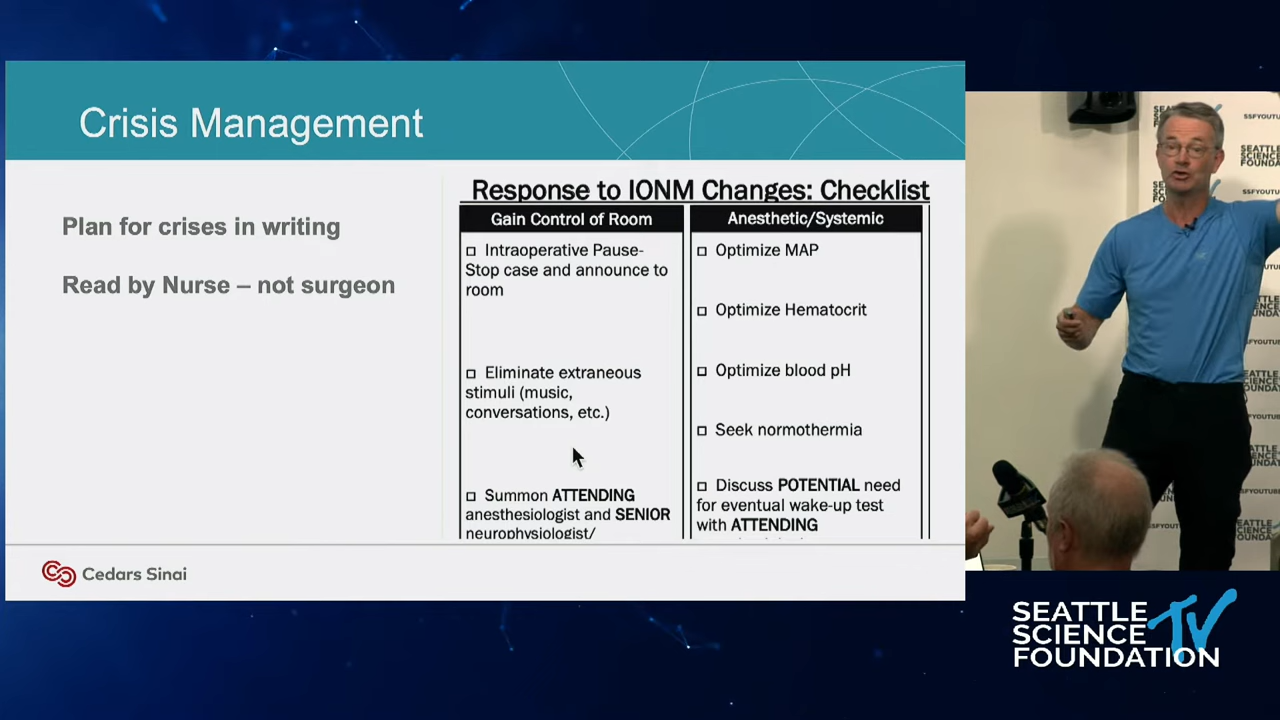 Crisis Management
Plan for crises in writing
Read by Nurse – not surgeon
Response to IONM Changes: Checklist
Gain Control of Room
□ Intraoperative Pause-
Stop case and announce to
room
□ Eliminate extraneous
stimuli (music,
conversations, etc.)
□ Summon ATTENDING
anesthesiologist and SENIOR
neurophysiologist/
Anesthetic/Systemic
□ Optimize MAP
□ Optimize Hematocrit
□ Optimize blood pH
□ Seek normothermia
□ Discuss POTENTIAL need
for eventual wake-up test
with ATTENDING
Cedars Sinai
SEATTLE
SCIENCE
FOUNDATION
TV